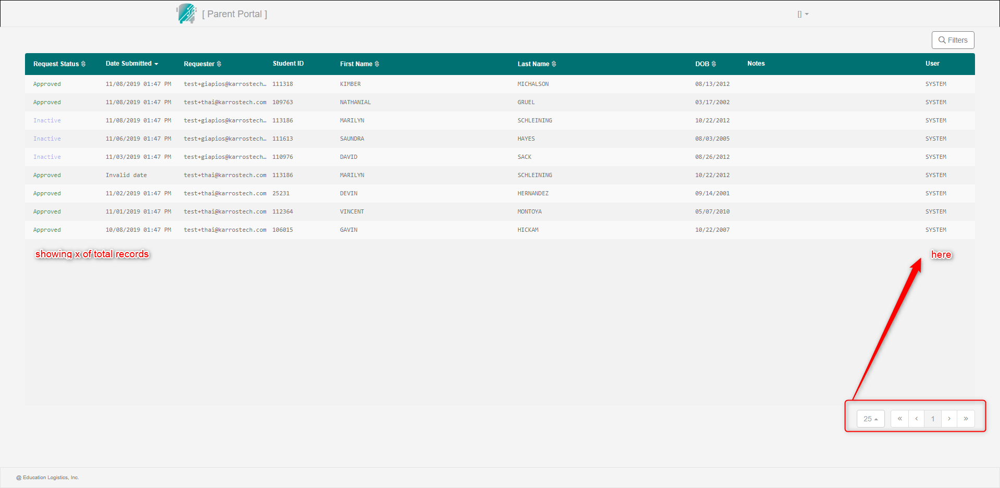 [ Parent Portal ]
[]
Filters
Request Status Date Submitted Requester Student ID First Name Last Name DOB Notes User
Approved 11/08/2019 01:47 PM test+giapios@karrostech… 111318 KIMBER MICHALSON 08/13/2012 SYSTEM
Approved 11/08/2019 01:47 PM test+thai@karrostech.com 109763 NATHANIAL GRUEL 03/17/2002 SYSTEM
Inactive 11/08/2019 01:47 PM test+giapios@karrostech… 113186 MARILYN SCHLEINING 10/22/2012 SYSTEM
Inactive 11/06/2019 01:47 PM test+giapios@karrostech… 111613 SAUNDRA HAYES 08/03/2005 SYSTEM
Inactive 11/03/2019 01:47 PM test+giapios@karrostech… 110976 DAVID SACK 08/26/2012 SYSTEM
Approved Invalid date test+thai@karrostech.com 113186 MARILYN SCHLEINING 10/22/2012 SYSTEM
Approved 11/02/2019 01:47 PM test+thai@karrostech.com 25231 DEVIN HERNANDEZ 09/14/2001 SYSTEM
Approved 11/01/2019 01:47 PM test+thai@karrostech.com 112364 VINCENT MONTOYA 05/07/2010 SYSTEM
Approved 10/08/2019 01:47 PM test+thai@karrostech.com 106015 GAVIN HICKAM 10/22/2007 SYSTEM
showing x of total records here
25 « ‹ 1 › »
@ Education Logistics, Inc.